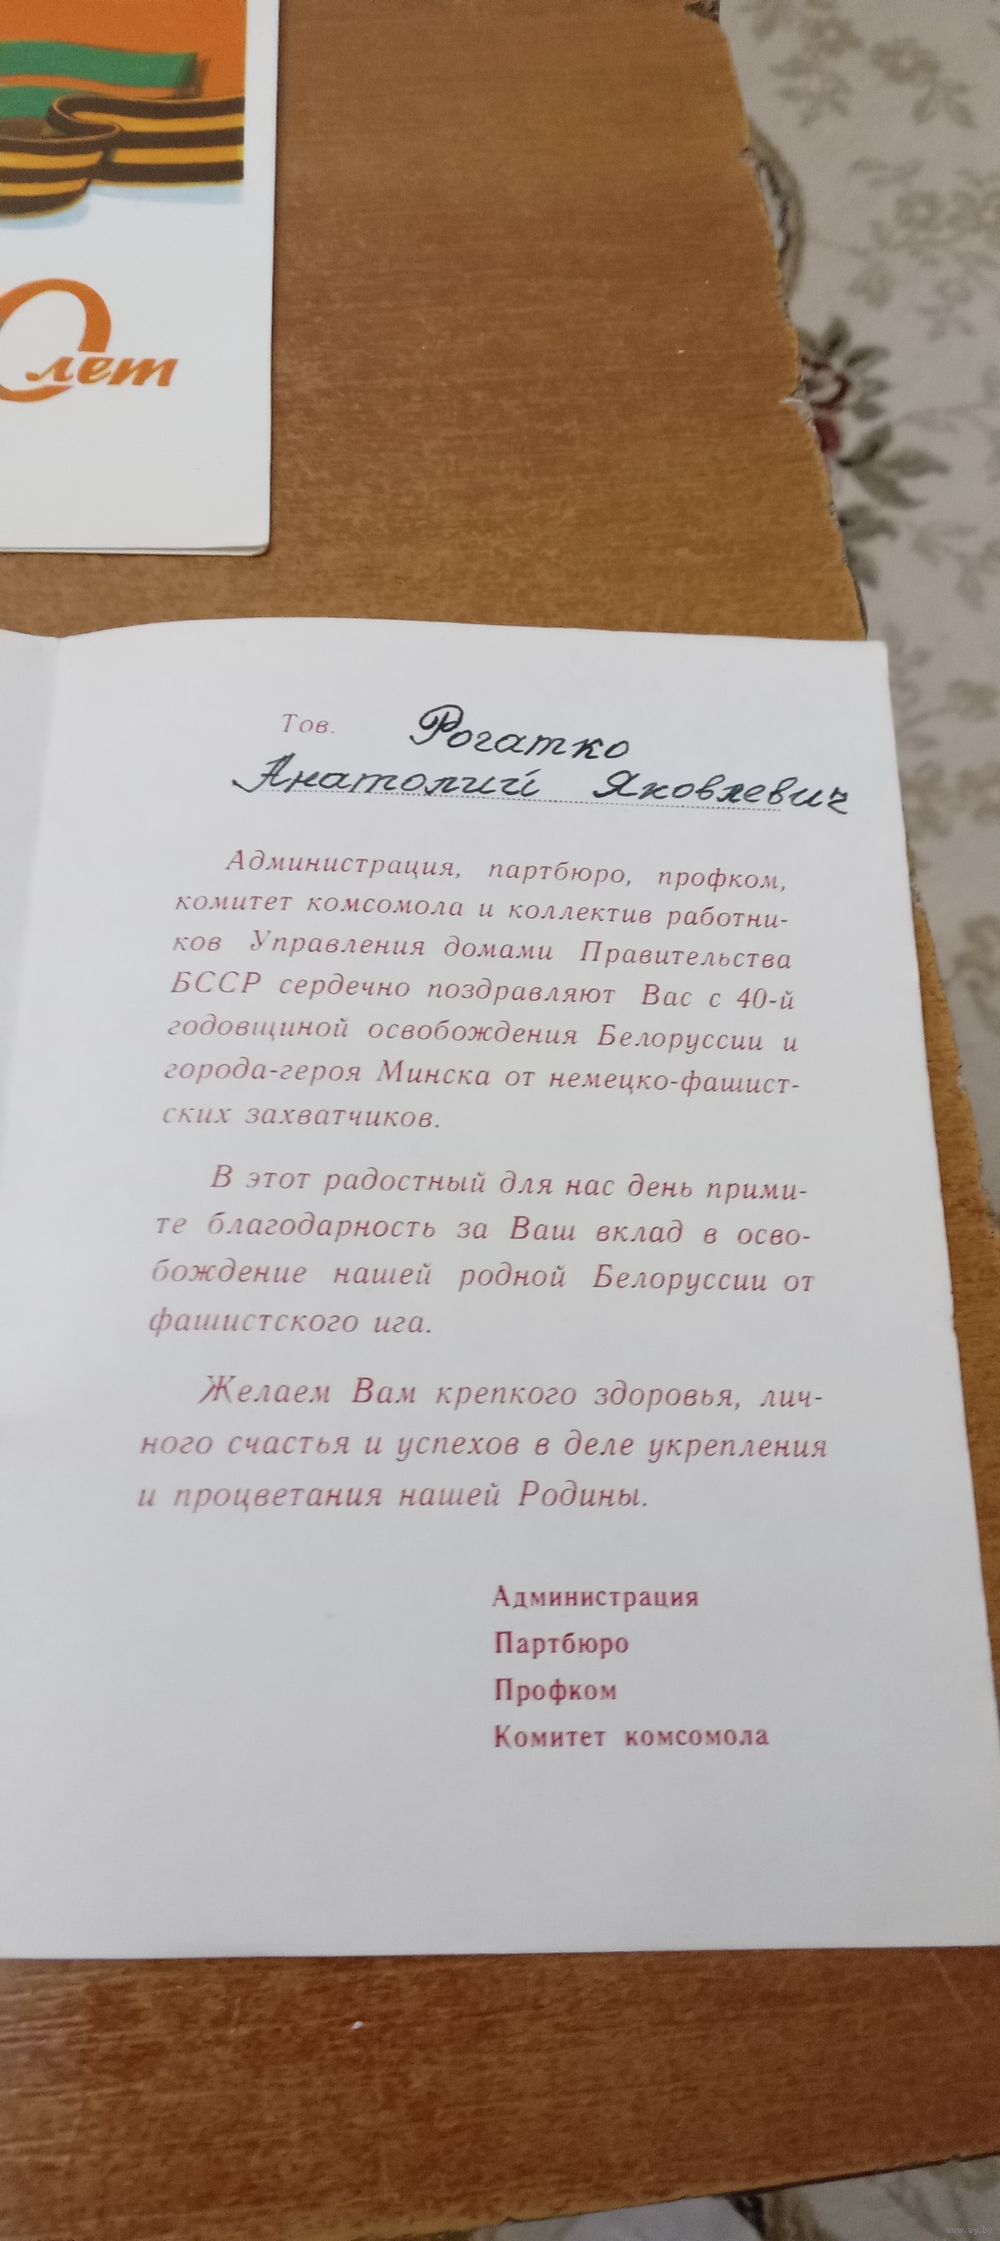 лет
Тов. Рогатко
Анатолий Яковлевич
Администрация, партбюро, профком,
комитет комсомола и коллектив работни-
ков Управления домами Правительства
БССР сердечно поздравляют Вас с 40-й
годовщиной освобождения Белоруссии и
города-героя Минска от немецко-фашист-
ских захватчиков.
В этот радостный для нас день прими-
те благодарность за Ваш вклад в осво-
бождение нашей родной Белоруссии от
фашистского ига.
Желаем Вам крепкого здоровья, лич-
ного счастья и успехов в деле укрепления
и процветания нашей Родины.
Администрация
Партбюро
Профком
Комитет комсомола
www.ay.by